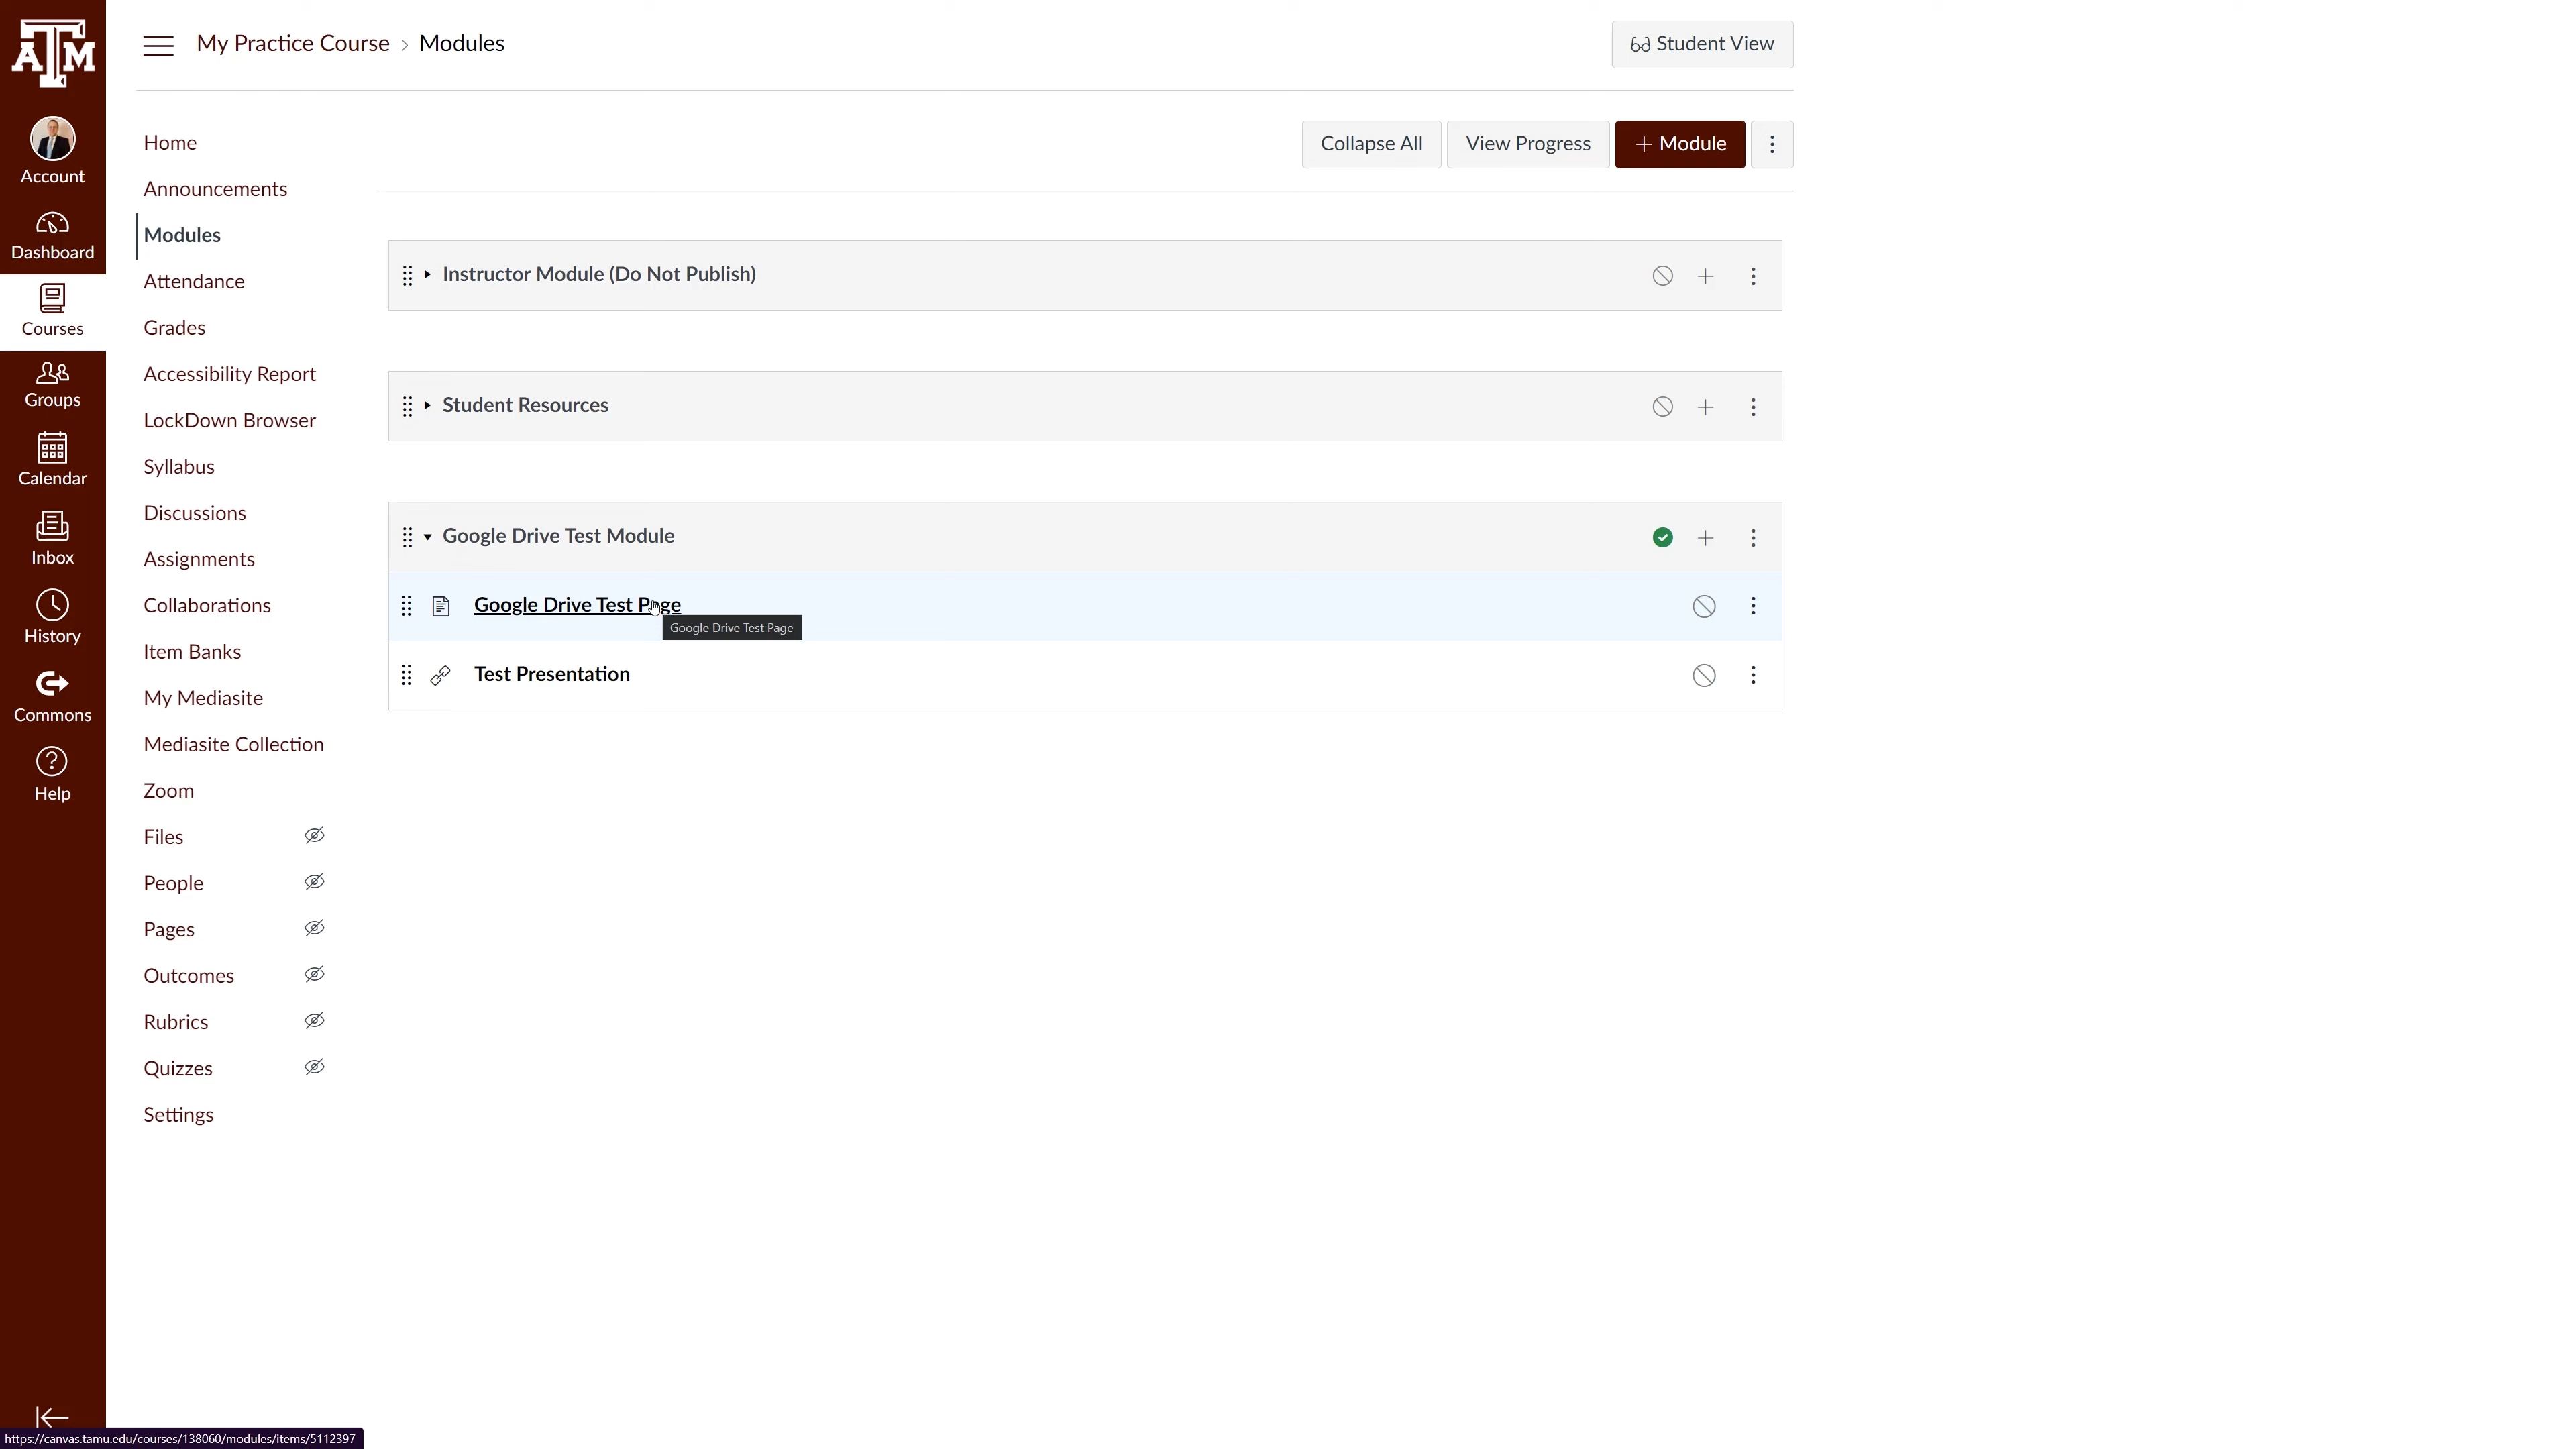 ATM
My Practice Course > Modules
Student View
Account
Dashboard
Courses
Groups
Calendar
Inbox
History
Commons
Help
Home
Announcements
Modules
Attendance
Grades
Accessibility Report
LockDown Browser
Syllabus
Discussions
Assignments
Collaborations
Item Banks
My Mediasite
Mediasite Collection
Zoom
Files
People
Pages
Outcomes
Rubrics
Quizzes
Settings
Collapse All
View Progress
+ Module
Instructor Module (Do Not Publish)
Student Resources
Google Drive Test Module
Google Drive Test Page
Google Drive Test Page
Test Presentation
https://canvas.tamu.edu/courses/138060/modules/items/5112397